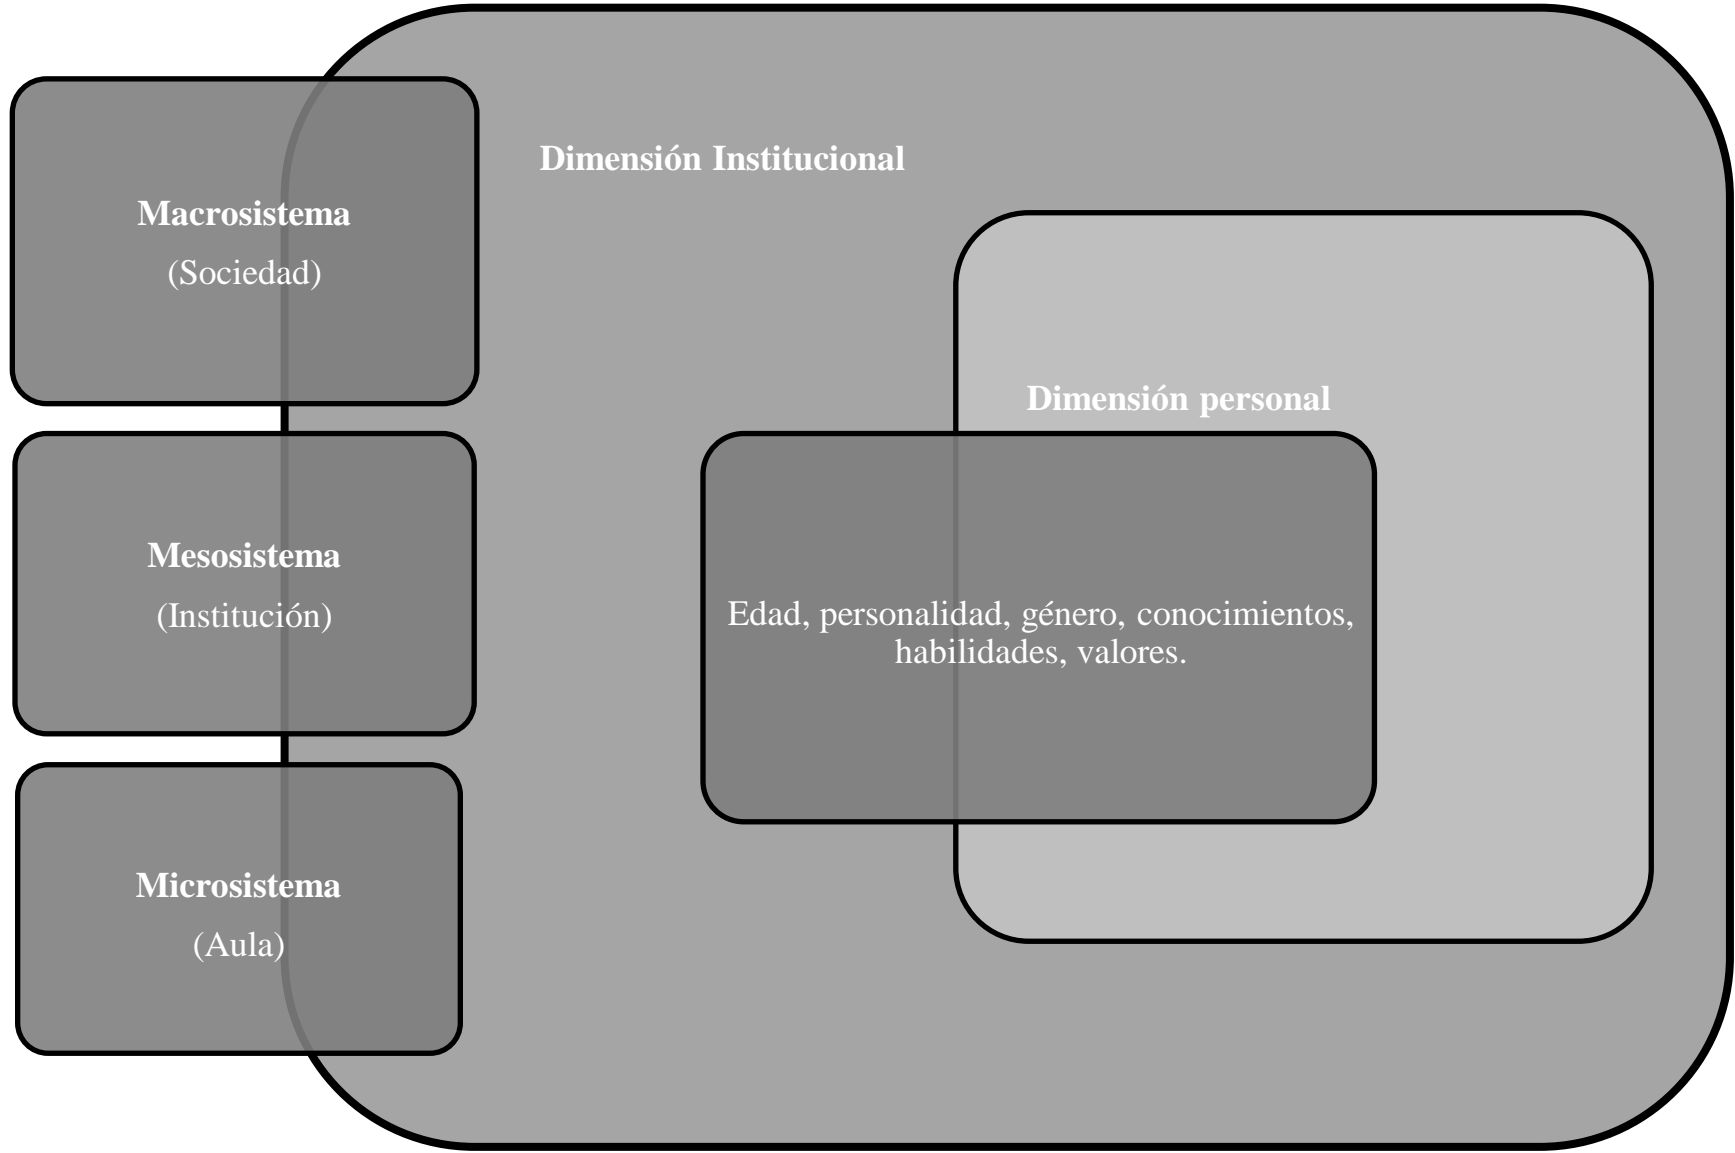 Dimensión Institucional
Macrosistema
(Sociedad)
Mesosistema
(Institución)
Microsistema
(Aula)
Dimensión personal
Edad, personalidad, género, conocimientos,
habilidades, valores.